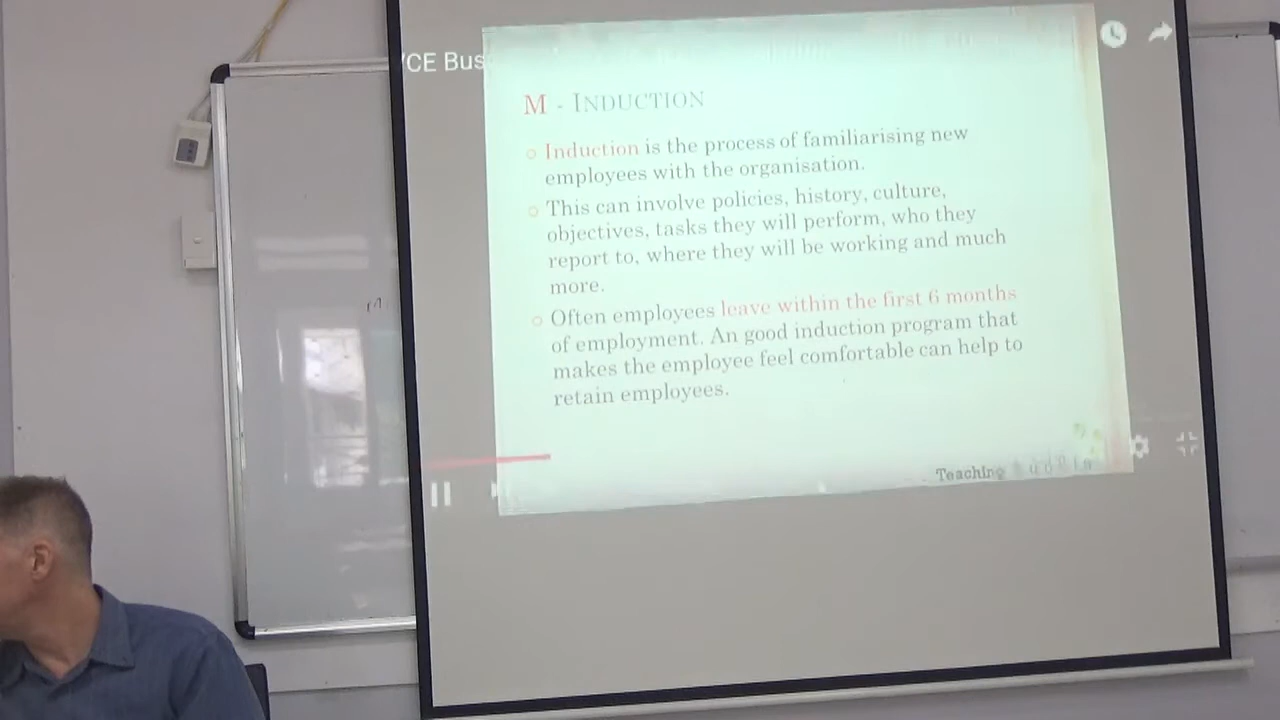 VCE Bus
M - INDUCTION
Induction is the process of familiarising new
employees with the organisation.
This can involve policies, history, culture,
objectives, tasks they will perform, who they
report to, where they will be working and much
more.
Often employees leave within the first 6 months
of employment. An good induction program that
makes the employee feel comfortable can help to
retain employees.
Teaching